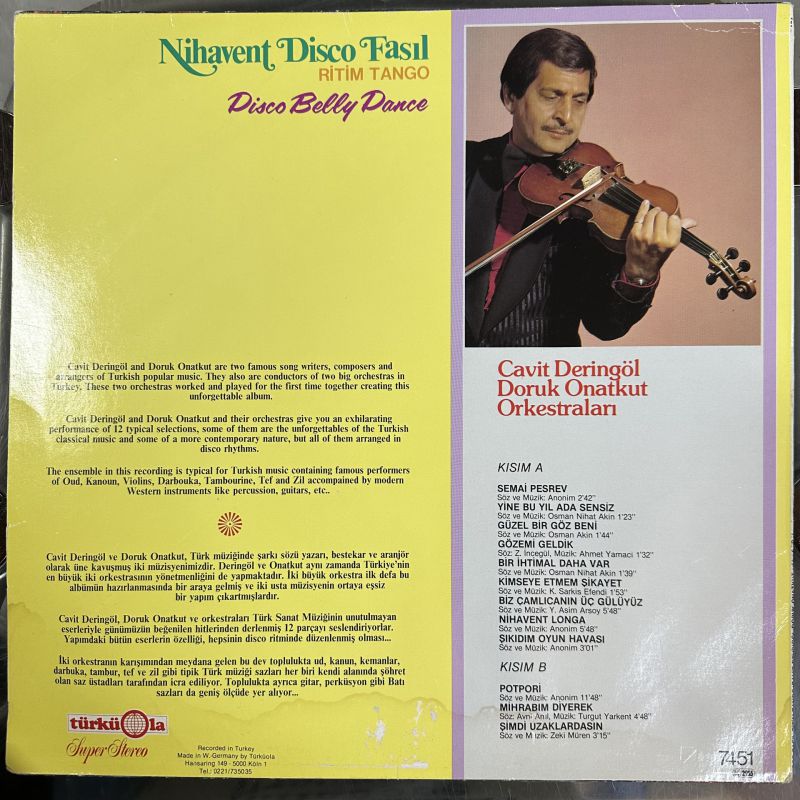 Nihavent Disco Fasıl
RİTİM TANGO
Disco Belly Dance
Cavit Deringöl and Doruk Onatkut are two famous song writers, composers and
arrangers of Turkish popular music. They also are conductors of two big orchestras in
Turkey. These two orchestras worked and played for the first time together creating this
unforgettable album.
Cavit Deringöl and Doruk Onatkut and their orchestras give you an exhilarating
performance of 12 typical selections, some of them are the unforgettables of the Turkish
classical music and some of a more contemporary nature, but all of them arranged in
disco rhythms.
The ensemble in this recording is typical for Turkish music containing famous performers
of Oud, Kanoun, Violins, Darbouka, Tambourine, Tef and Zil accompained by modern
Western instruments like percussion, guitars, etc..
Cavit Deringöl ve Doruk Onatkut, Türk müziğinde şarkı sözü yazarı, bestekar ve aranjör
olarak üne kavuşmuş iki müzisyenimizdir. Deringöl ve Onatkut aynı zamanda Türkiye'nin
en büyük iki orkestrasının yönetmenliğini de yapmaktadır. İki büyük orkestra ilk defa bu
albümün hazırlanmasında bir araya gelmiş ve iki usta müzisyenin ortaya eşsiz
bir yapım çıkartmışlardır.
Cavit Deringöl, Doruk Onatkut ve orkestraları Türk Sanat Müziğinin unutulmayan
eserleriyle günümüzün beğenilen hitlerinden derlenmiş 12 parçayı seslendiriyorlar.
Yapımdaki bütün eserlerin özelliği, hepsinin disco ritminde düzenlenmiş olması...
İki orkestranın karışımından meydana gelen bu dev toplulukta ud, kanun, kemanlar,
darbuka, tambur, tef ve zil gibi tipik Türk müziği sazları her biri kendi alanında şöhret
olan saz üstadları tarafından icra ediliyor. Toplulukta ayrıca gitar, perküsyon gibi Batı
sazları da geniş ölçüde yer alıyor...
türküola
Super Stereo
Recorded in Turkey
Made in W.-Germany by Türküola
Hansaring 149 - 5000 Köln 1
Tel.: 0221/735035
Cavit Deringöl
Doruk Onatkut
Orkestraları
KISIM A
SEMAİ PEŞREV
Söz ve Müzik: Anonim 2'42"
YİNE BU YIL ADA SENSİZ
Söz ve Müzik: Osman Nihat Akin 1'23"
GÜZEL BİR GÖZ BENİ
Söz ve Müzik: Osman Akin 1'44"
GÖZEMİ GELDİK
Söz: Z. İncegül, Müzik: Ahmet Yamaci 1'32"
BİR İHTİMAL DAHA VAR
Söz ve Müzik: Osman Nihat Akin 1'39"
KİMSEYE ETMEM ŞİKAYET
Söz ve Müzik: K. Sarkis Efendi 1'53"
BİZ ÇAMLICANIN ÜÇ GÜLÜYÜZ
Söz ve Müzik: Y. Asim Arsoy 5'48"
NİHAVENT LONGA
Söz ve Müzik: Anonim 5'48"
ŞIKIDIM OYUN HAVASI
Söz ve Müzik: Anonim 3'01"
KISIM B
POTPORİ
Söz ve Müzik: Anonim 11'48"
MİHRABIM DİYEREK
Söz: Avni Anıl, Müzik: Turgut Yarkent 4'48"
ŞİMDİ UZAKLARDASIN
Söz ve Müzik: Zeki Müren 3'15"
7451